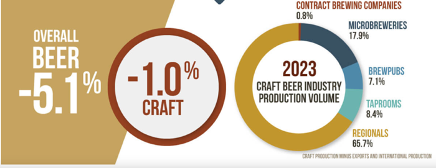 OVERALL
BEER
-5.1%
-1.0%
CRAFT
2023
CRAFT BEER INDUSTRY
PRODUCTION VOLUME
CONTRACT BREWING COMPANIES
0.8%
MICROBREWERIES
17.9%
BREWPUBS
7.1%
TAPROOMS
8.4%
REGIONALS
65.7%
CRAFT PRODUCTION MINUS EXPORTS AND INTERNATIONAL PRODUCTION